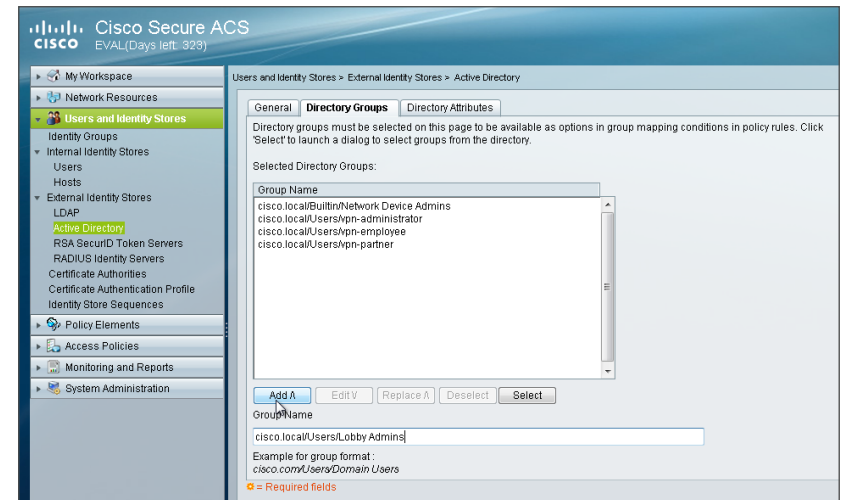 Cisco Secure ACS
CISCO EVAL(Days left: 323)
My Workspace
Network Resources
Users and Identity Stores
Identity Groups
Internal Identity Stores
Users
Hosts
External Identity Stores
LDAP
Active Directory
RSA SecurID Token Servers
RADIUS Identity Servers
Certificate Authorities
Certificate Authentication Profile
Identity Store Sequences
Policy Elements
Access Policies
Monitoring and Reports
System Administration
Users and Identity Stores > External Identity Stores > Active Directory
General Directory Groups Directory Attributes
Directory groups must be selected on this page to be available as options in group mapping conditions in policy rules. Click
'Select' to launch a dialog to select groups from the directory.
Selected Directory Groups:
Group Name
cisco.local/Builtin/Network Device Admins
cisco.local/Users/vpn-administrator
cisco.local/Users/vpn-employee
cisco.local/Users/vpn-partner
Add Λ Edit V Replace Λ Deselect Select
Group Name
cisco.local/Users/Lobby Admins
Example for group format :
cisco.com/Users/Domain Users
= Required fields